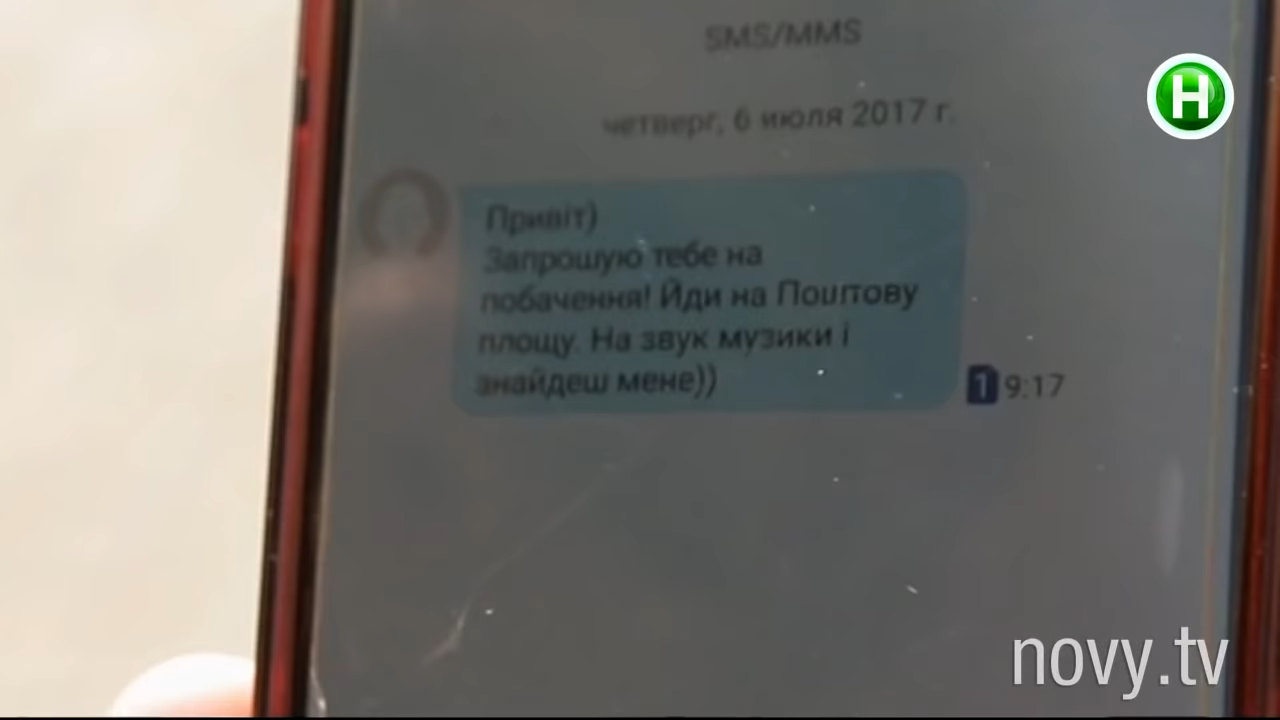 SMS/MMS
четверг, 6 июля 2017 г.
Привіт)
Запрошую тебе на
побачення! Йди на Поштову
площу. На звук музики і
знайдеш мене))
1 9:17
H
novy.tv